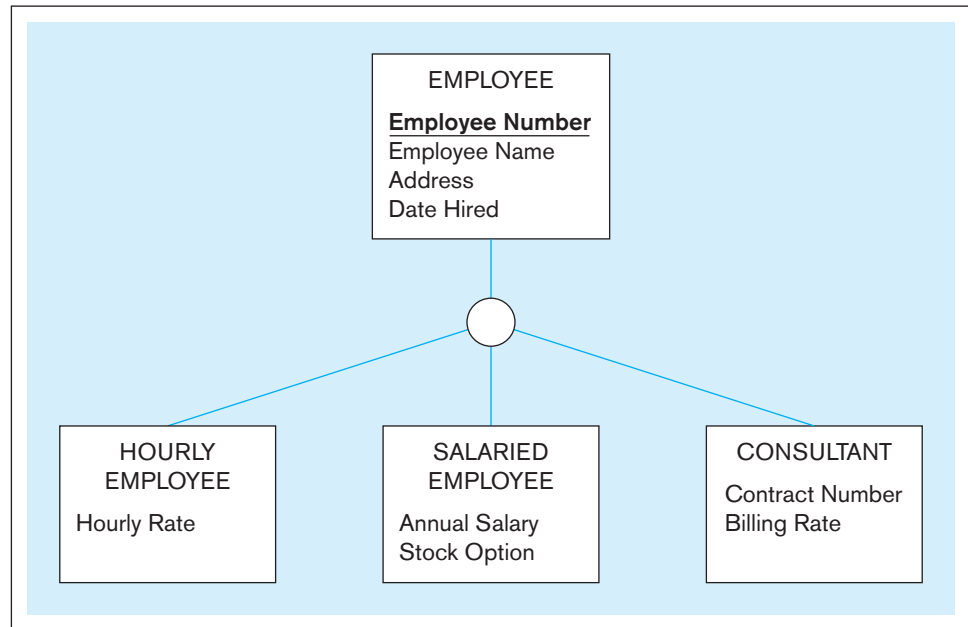 EMPLOYEE
Employee Number
Employee Name
Address
Date Hired
HOURLY
EMPLOYEE
Hourly Rate
SALARIED
EMPLOYEE
Annual Salary
Stock Option
CONSULTANT
Contract Number
Billing Rate